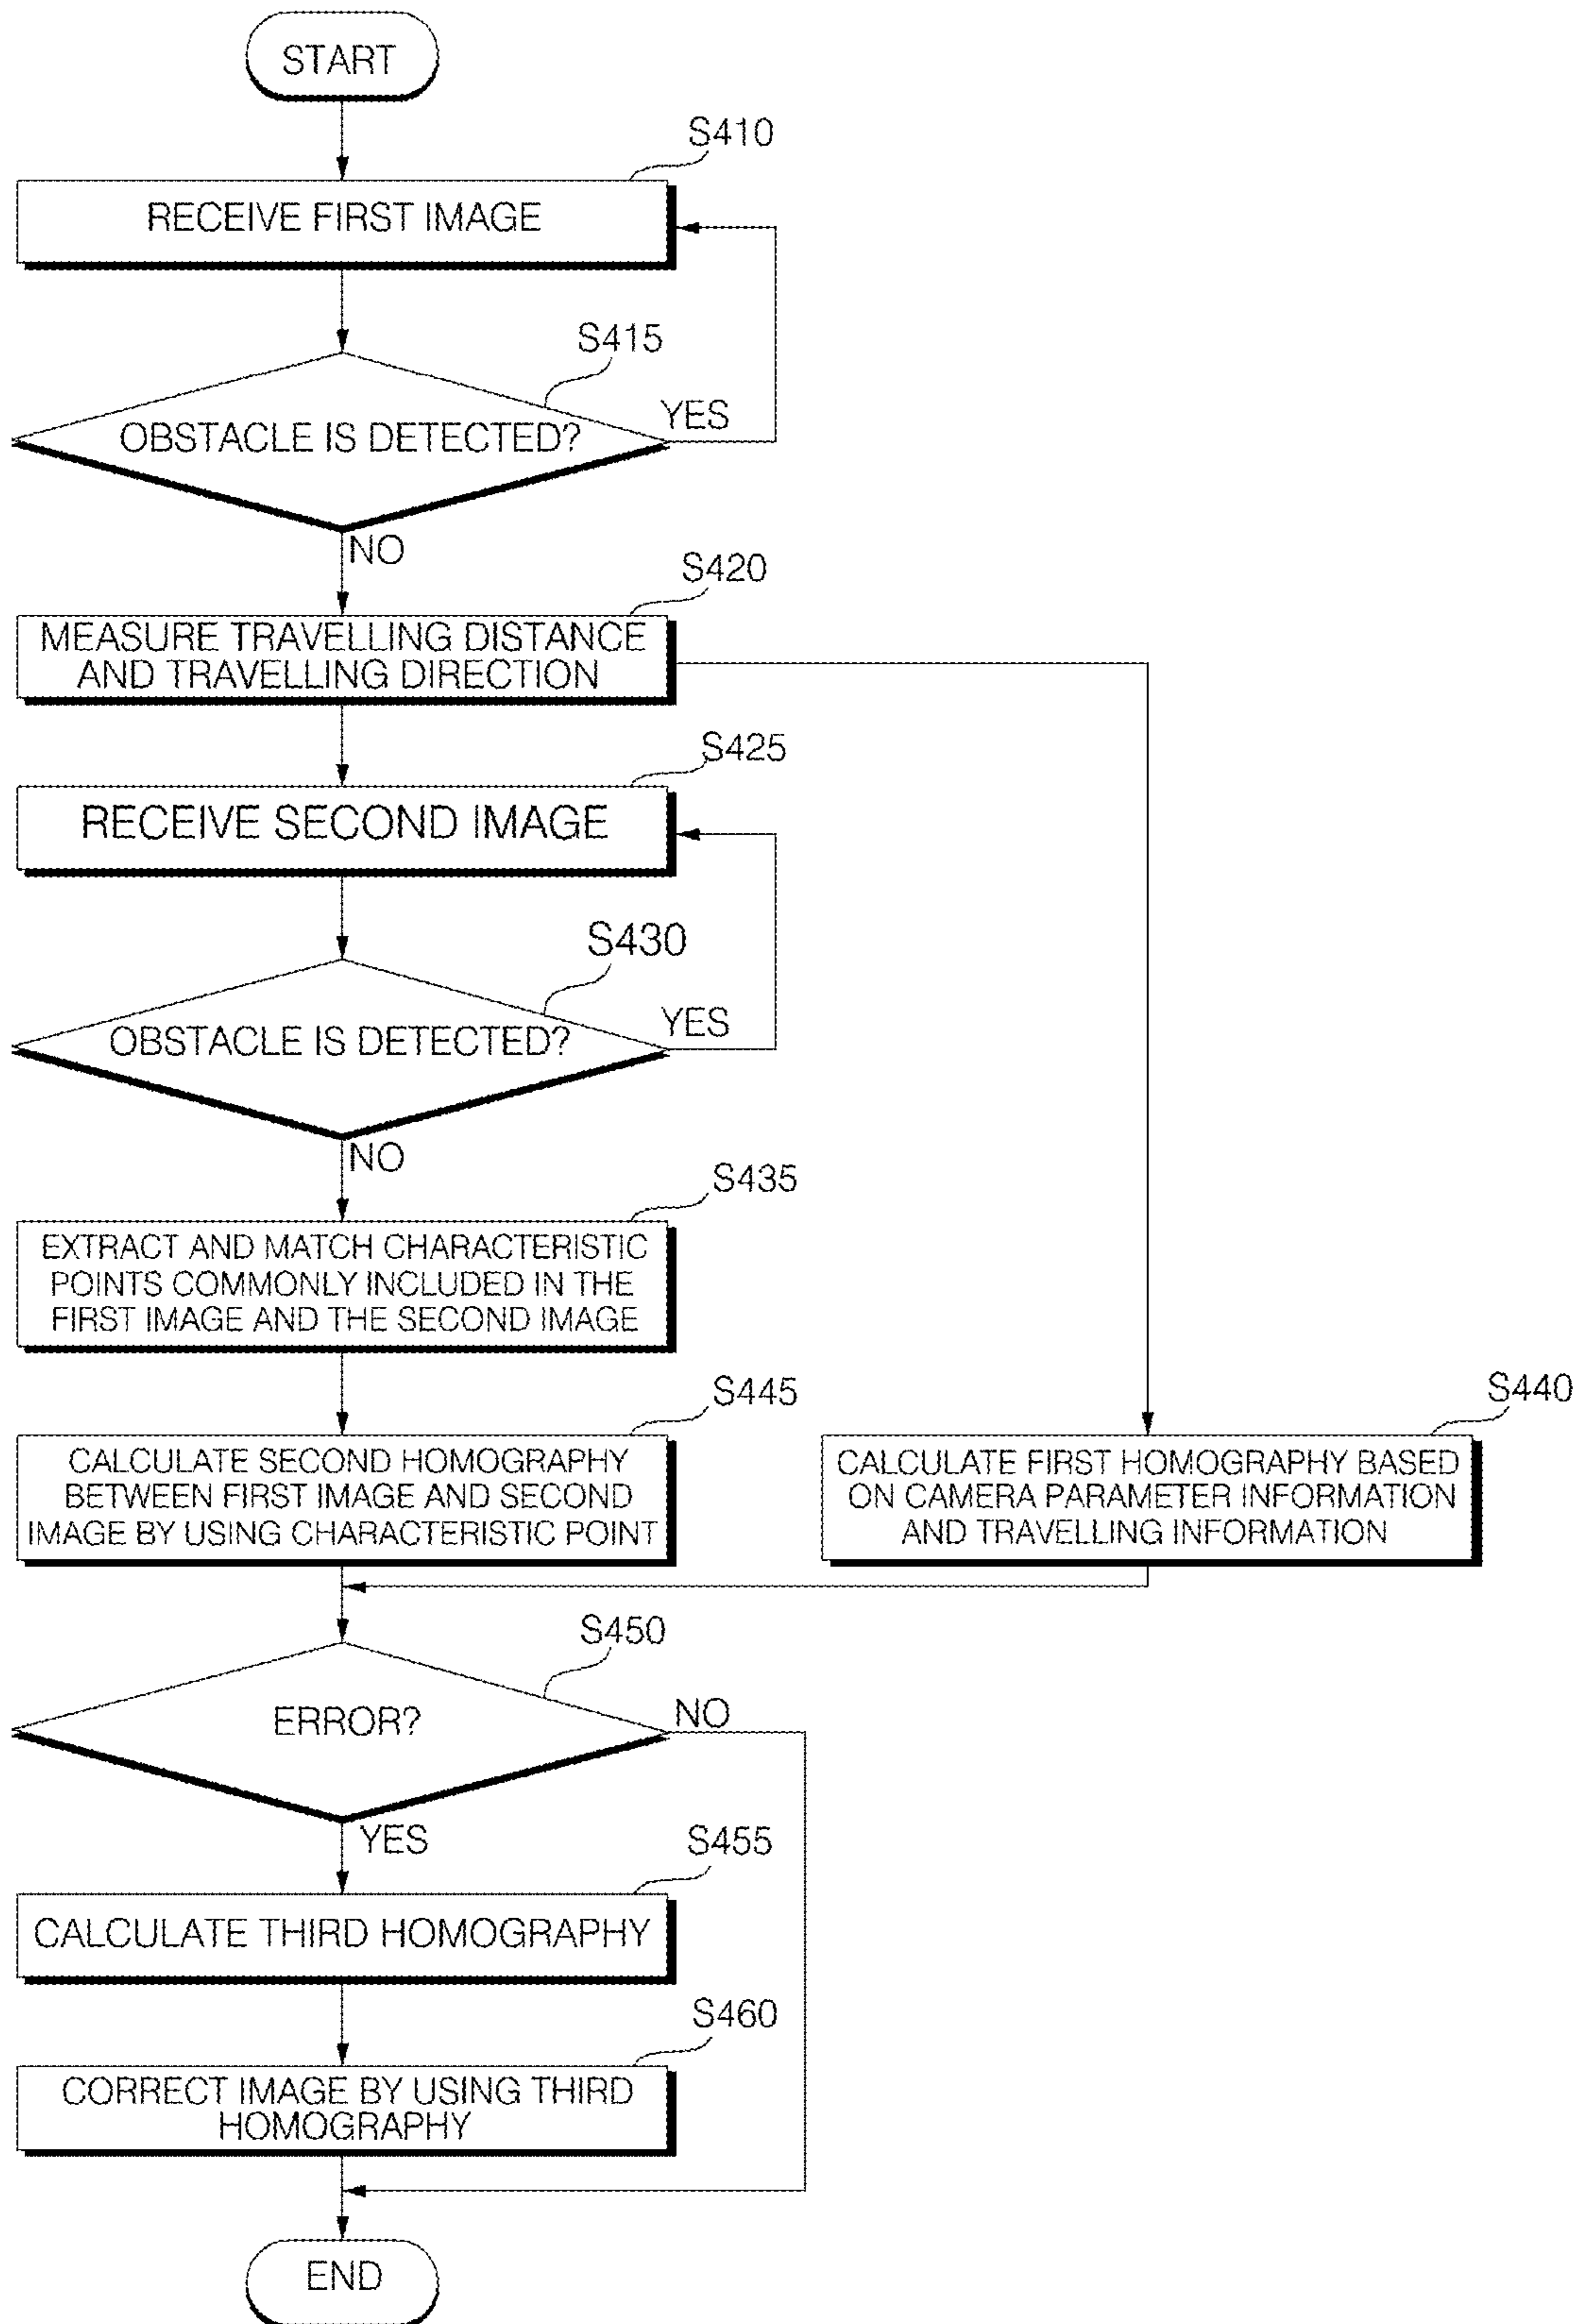 START
S410
RECEIVE FIRST IMAGE
S415
OBSTACLE IS DETECTED?
YES
NO
S420
MEASURE TRAVELLING DISTANCE
AND TRAVELLING DIRECTION
S425
RECEIVE SECOND IMAGE
S430
OBSTACLE IS DETECTED?
YES
NO
S435
EXTRACT AND MATCH CHARACTERISTIC
POINTS COMMONLY INCLUDED IN THE
FIRST IMAGE AND THE SECOND IMAGE
S445
CALCULATE SECOND HOMOGRAPHY
BETWEEN FIRST IMAGE AND SECOND
IMAGE BY USING CHARACTERISTIC POINT
S440
CALCULATE FIRST HOMOGRAPHY BASED
ON CAMERA PARAMETER INFORMATION
AND TRAVELLING INFORMATION
S450
ERROR?
NO
YES
S455
CALCULATE THIRD HOMOGRAPHY
S460
CORRECT IMAGE BY USING THIRD
HOMOGRAPHY
END